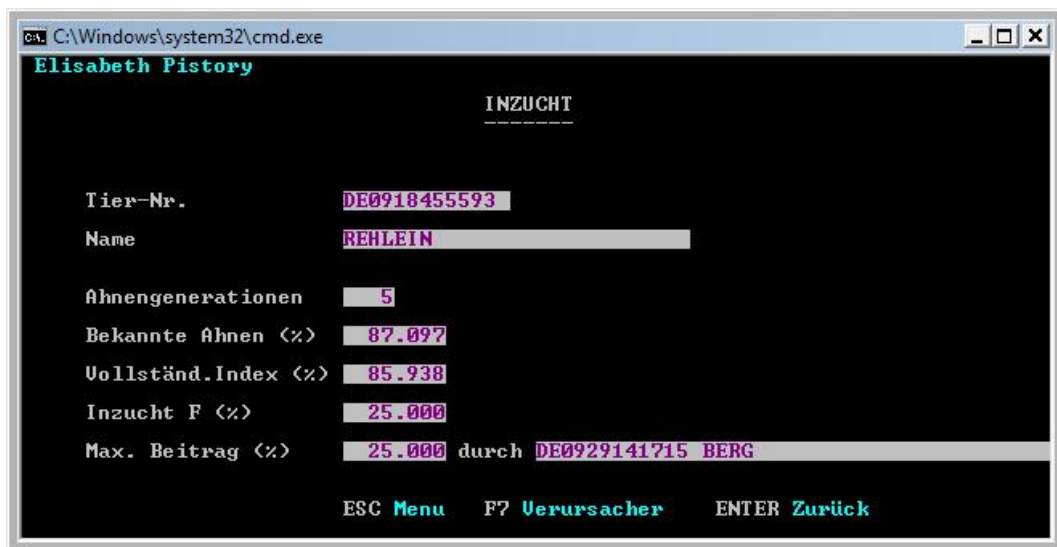 C:\Windows\system32\cmd.exe
Elisabeth Pistory
INZUCHT
Tier-Nr. DE0918455593
Name REHLEIN
Ahnengenerationen 5
Bekannte Ahnen (%) 87.097
Vollständ.Index (%) 85.938
Inzucht F (%) 25.000
Max. Beitrag (%) 25.000 durch DE0929141715 BERG
ESC Menu F7 Verursacher ENTER Zurück